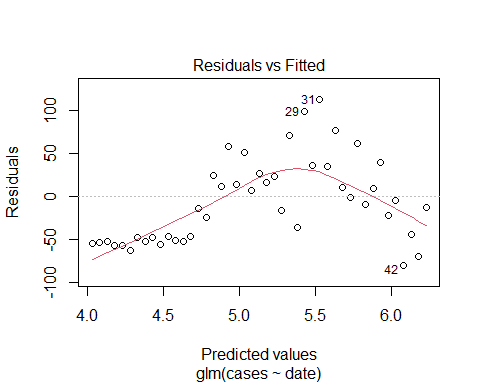 Residuals vs Fitted
Residuals
100
50
0
-50
-100
31
29
42
4.0 4.5 5.0 5.5 6.0
Predicted values
glm(cases ~ date)